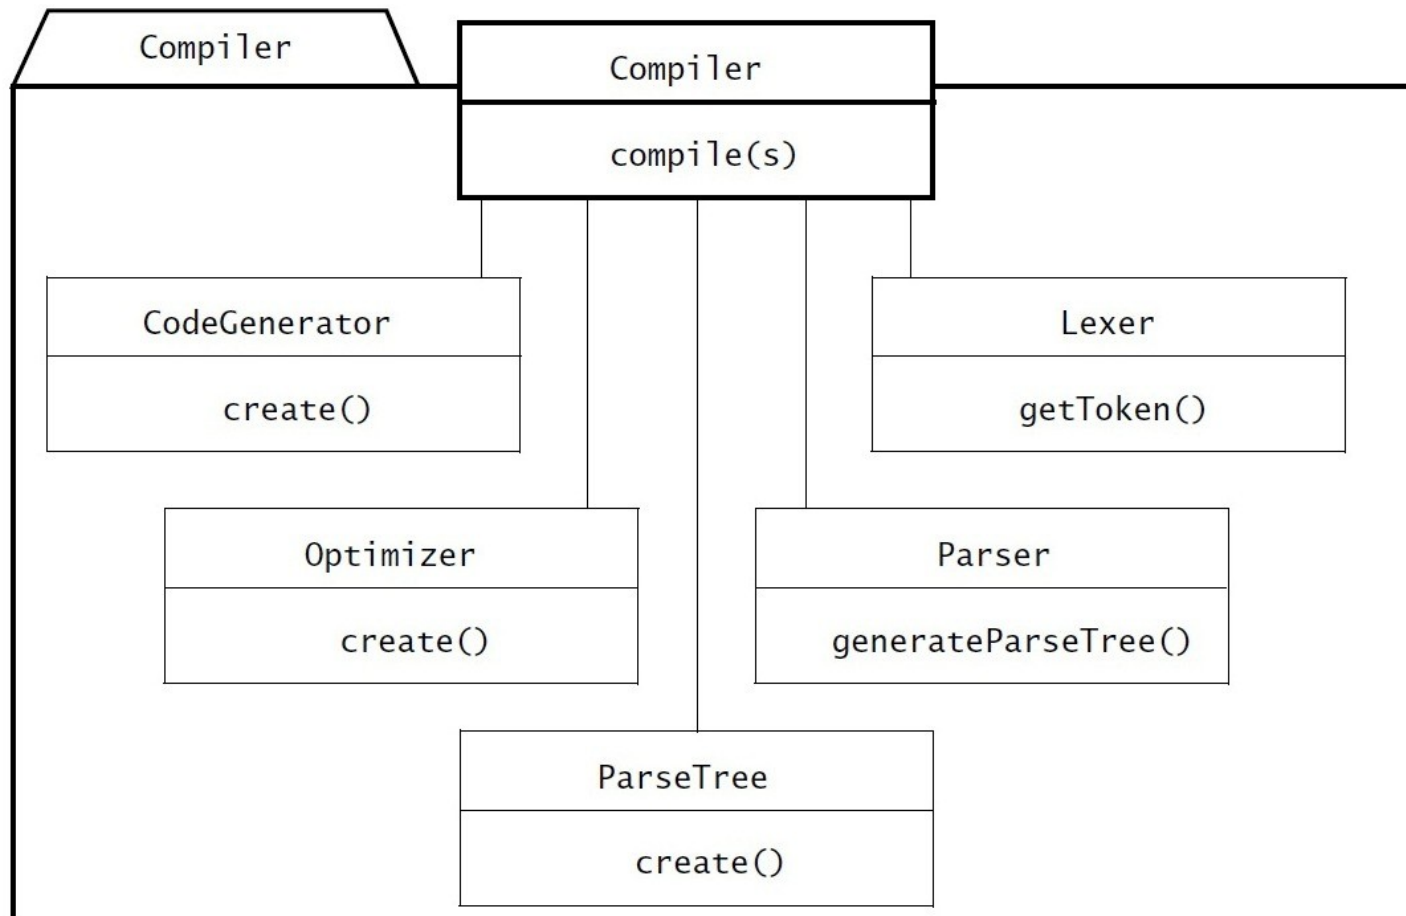 Compiler
Compiler
compile(s)
CodeGenerator
create()
Lexer
getToken()
Optimizer
create()
Parser
generateParseTree()
ParseTree
create()